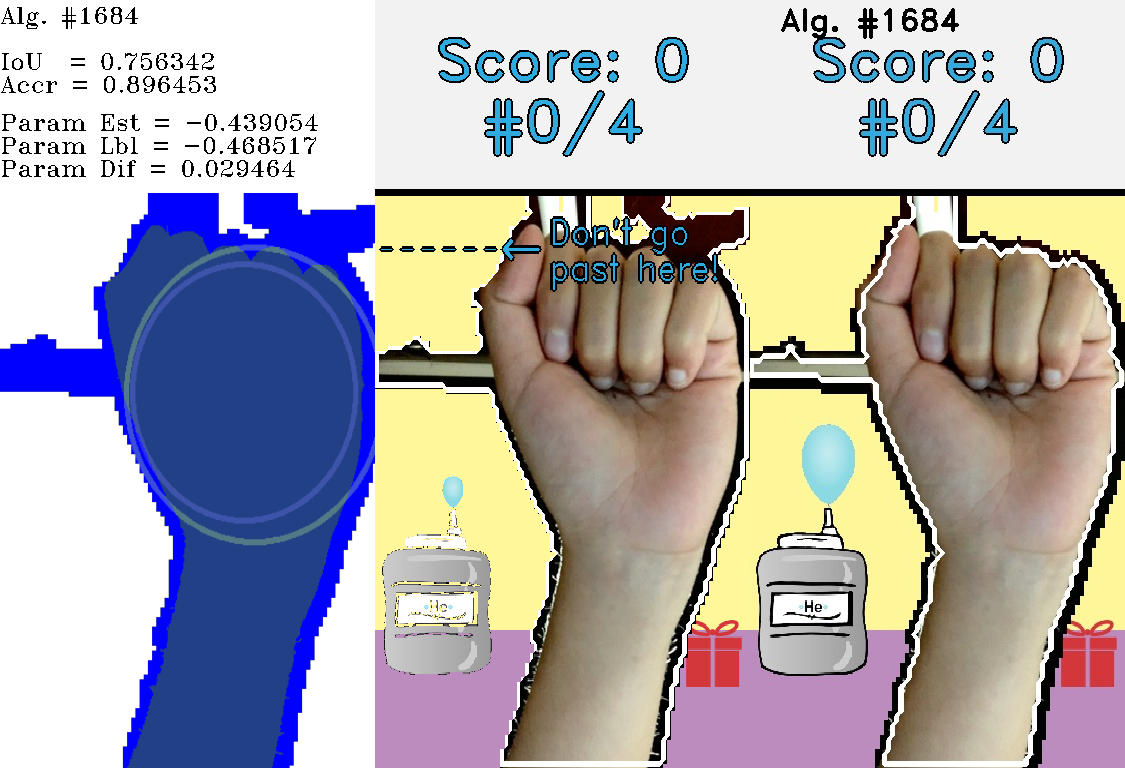 Alg. #1684
IoU = 0.756342
Accr = 0.896453
Param Est = -0.439054
Param Lbl = -0.468517
Param Dif = 0.029464
Score: 0
#0/4
Don't go
past here!
He
Alg. #1684
Score: 0
#0/4
He